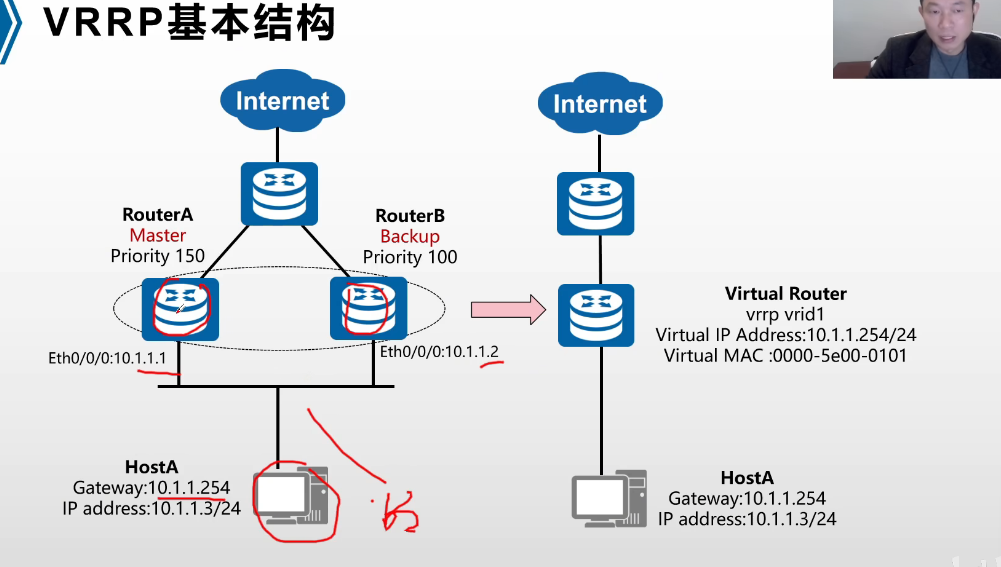 VRRP基本结构
Internet
Internet
RouterA
Master
Priority 150
RouterB
Backup
Priority 100
Eth0/0/0:10.1.1.1
Eth0/0/0:10.1.1.2
Virtual Router
vrrp vrid1
Virtual IP Address:10.1.1.254/24
Virtual MAC :0000-5e00-0101
HostA
Gateway:10.1.1.254
IP address:10.1.1.3/24
HostA
Gateway:10.1.1.254
IP address:10.1.1.3/24